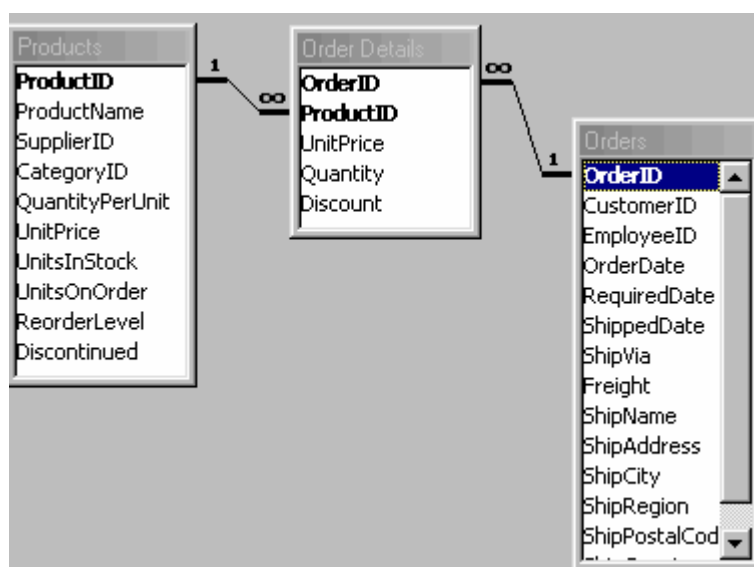 Products
ProductID
ProductName
SupplierID
CategoryID
QuantityPerUnit
UnitPrice
UnitsInStock
UnitsOnOrder
ReorderLevel
Discontinued
1
∞
Order Details
OrderID
ProductID
UnitPrice
Quantity
Discount
∞
1
Orders
OrderID
CustomerID
EmployeeID
OrderDate
RequiredDate
ShippedDate
ShipVia
Freight
ShipName
ShipAddress
ShipCity
ShipRegion
ShipPostalCod